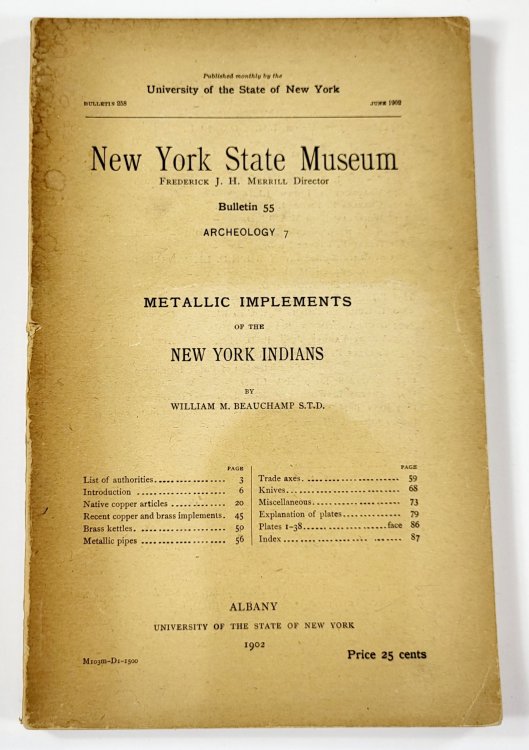 Published monthly by the
University of the State of New York
BULLETIN 258 JUNE 1902
New York State Museum
FREDERICK J. H. MERRILL Director
Bulletin 55
ARCHEOLOGY 7
METALLIC IMPLEMENTS
OF THE
NEW YORK INDIANS
BY
WILLIAM M. BEAUCHAMP S.T.D.
PAGE
List of authorities 3
Introduction 6
Native copper articles 20
Recent copper and brass implements. 45
Brass kettles 50
Metallic pipes 56
PAGE
Trade axes 59
Knives 68
Miscellaneous 73
Explanation of plates 79
Plates 1-38 face 86
Index 87
ALBANY
UNIVERSITY OF THE STATE OF NEW YORK
1902
M103m-D1-1500 Price 25 cents